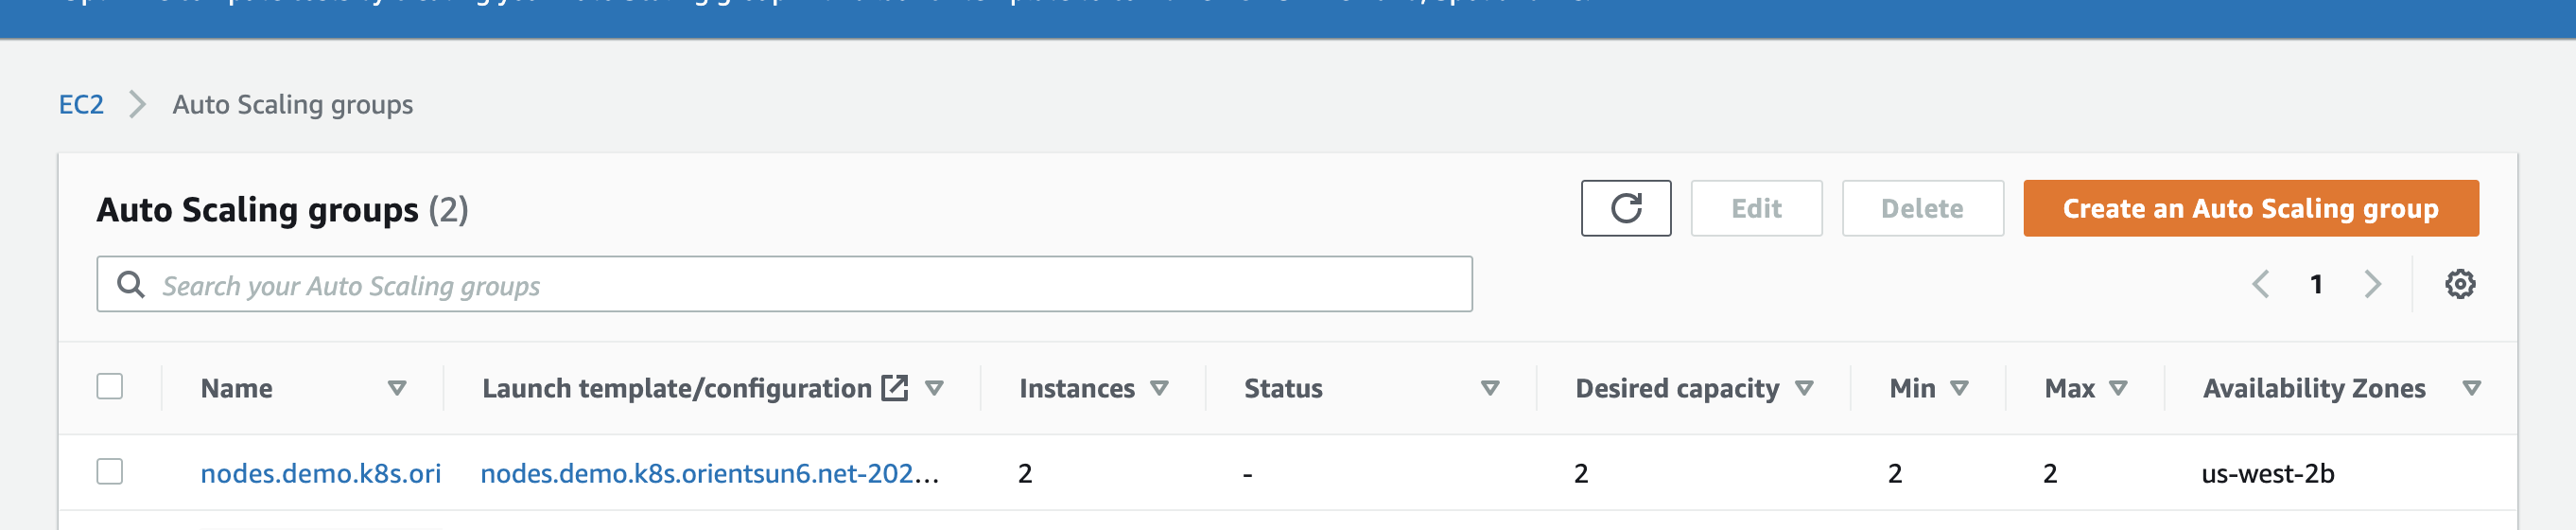 EC2 Auto Scaling groups
Auto Scaling groups (2)
Edit Delete Create an Auto Scaling group
Search your Auto Scaling groups
1
Name Launch template/configuration Instances Status Desired capacity Min Max Availability Zones
nodes.demo.k8s.ori nodes.demo.k8s.orientsun6.net-202... 2 - 2 2 2 us-west-2b